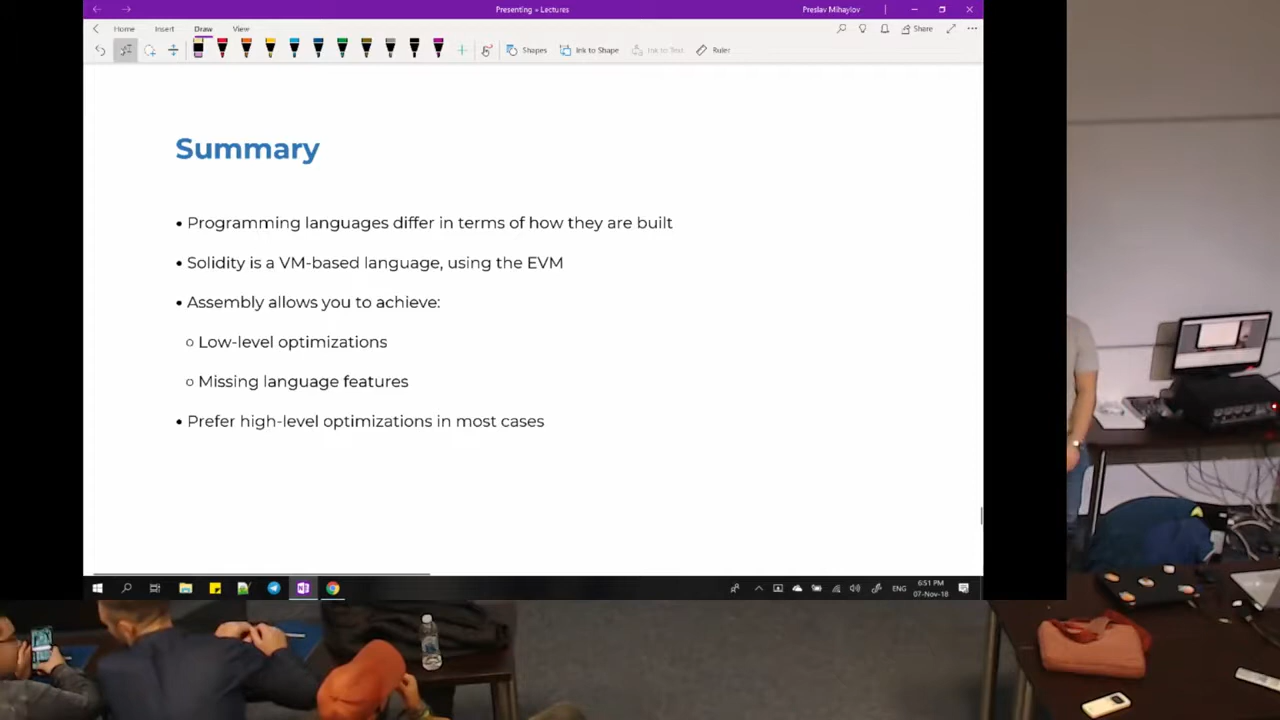 Presenting » Lectures
Preslav Mihaylov
Home Insert Draw View
Share
Shapes Ink to Shape Ink to Text Ruler
Summary
• Programming languages differ in terms of how they are built
• Solidity is a VM-based language, using the EVM
• Assembly allows you to achieve:
o Low-level optimizations
o Missing language features
• Prefer high-level optimizations in most cases
ENG
6:51 PM
07-Nov-18